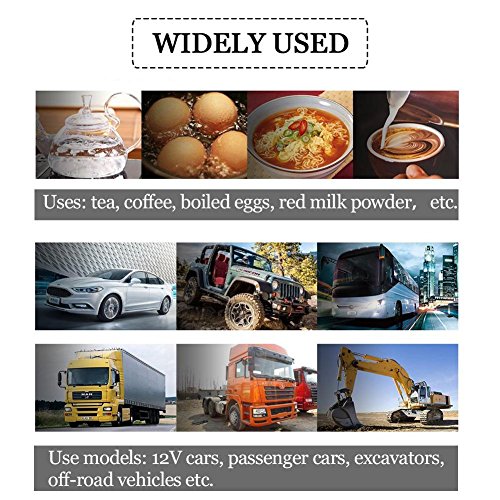 WIDELY USED
Uses: tea, coffee, boiled eggs, red milk powder, etc.
MAN
Use models: 12V cars, passenger cars, excavators,
off-road vehicles etc.